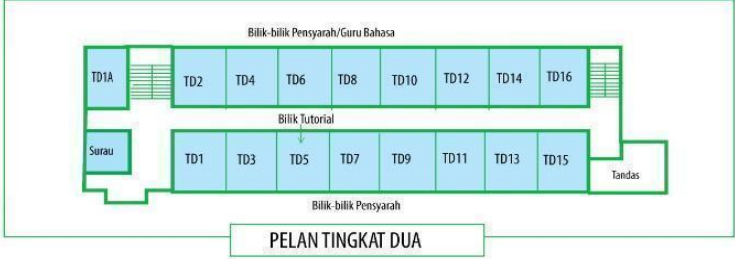 Bilik-bilik Pensyarah/Guru Bahasa
TD1A
TD2
TD4
TD6
TD8
TD10
TD12
TD14
TD16
Bilik Tutorial
Surau
TD1
TD3
TD5
TD7
TD9
TD11
TD13
TD15
Tandas
Bilik-bilik Pensyarah
PELAN TINGKAT DUA